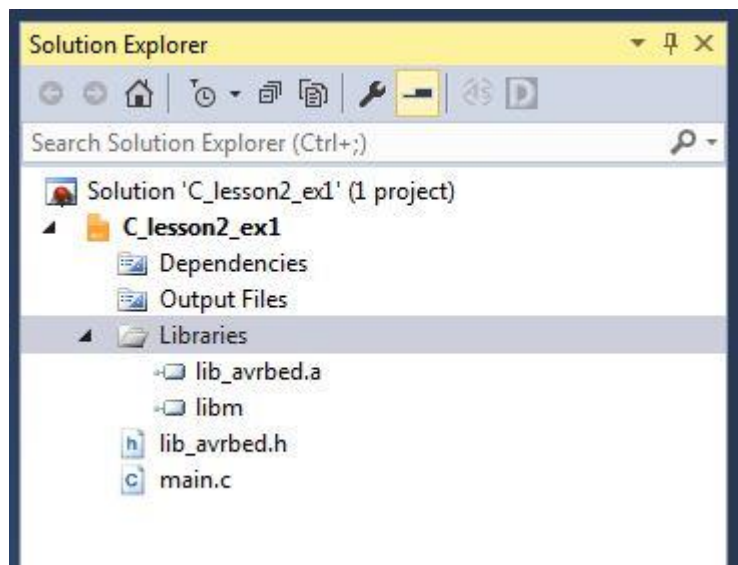 Solution Explorer
Search Solution Explorer (Ctrl+;)
Solution 'C_lesson2_ex1' (1 project)
C_lesson2_ex1
Dependencies
Output Files
Libraries
lib_avrbed.a
libm
lib_avrbed.h
main.c